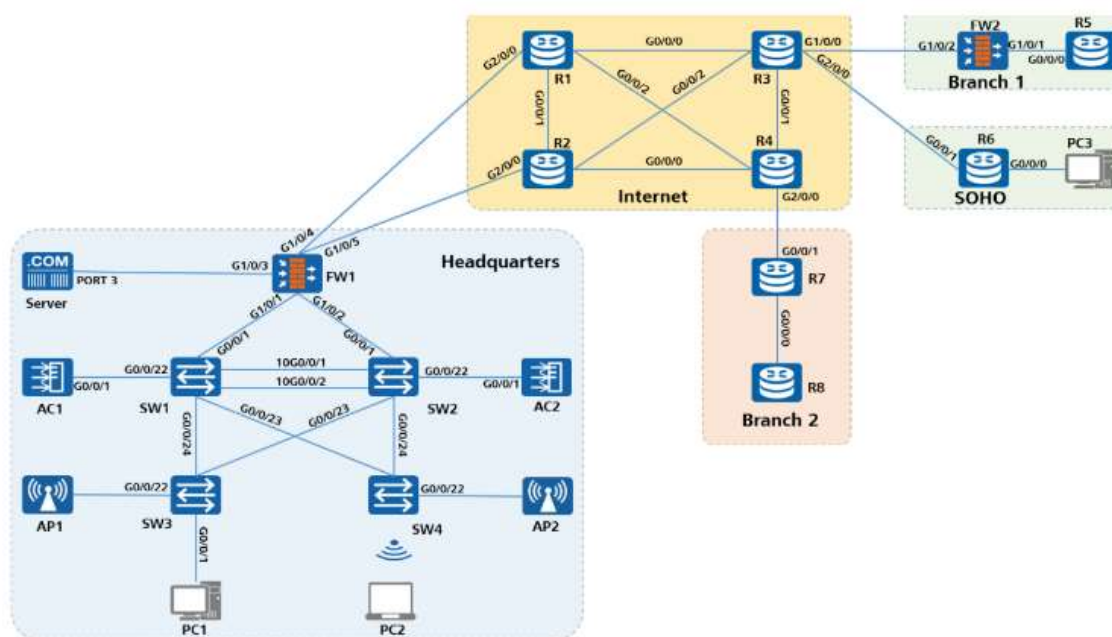 FW2
R5
G1/0/2
G1/0/1
G0/0/0
Branch 1
G2/0/0
R1
G0/0/0
R3
G1/0/0
G2/0/0
G0/0/2
G0/0/2
G0/0/1
G0/0/1
R2
G2/0/0
G0/0/0
R4
Internet
G2/0/0
G0/0/1
R6
G0/0/0
PC3
SOHO
.COM
PORT 3
Server
G1/0/3
G1/0/4
G1/0/5
FW1
Headquarters
G1/0/1
G1/0/2
G0/0/1
G0/0/1
G0/0/1
R7
G0/0/0
R8
Branch 2
G0/0/22
G0/0/1
AC1
SW1
10G0/0/1
10G0/0/2
SW2
G0/0/22
G0/0/1
AC2
G0/0/23
G0/0/23
G0/0/24
G0/0/24
G0/0/22
AP1
SW3
G0/0/22
SW4
AP2
G0/0/1
PC1
PC2